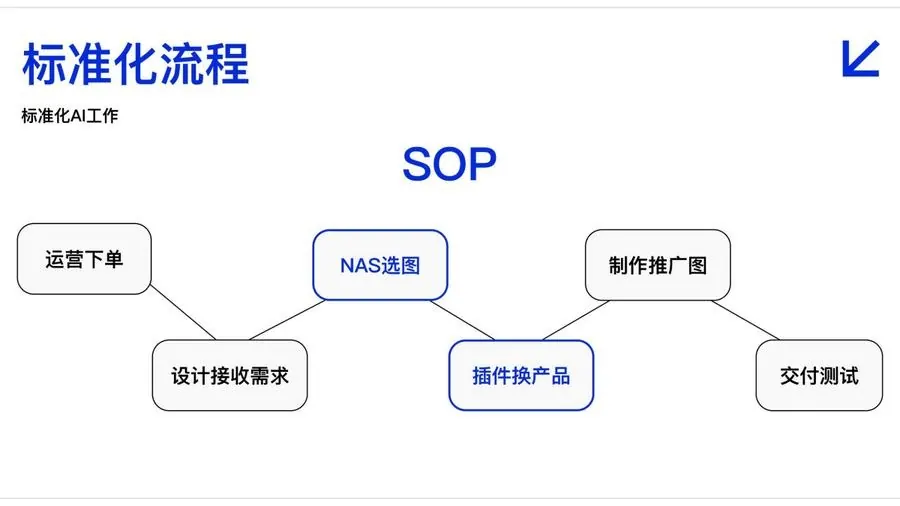 标准化流程
标准化AI工作
SOP
运营下单
设计接收需求
NAS选图
插件换产品
制作推广图
交付测试